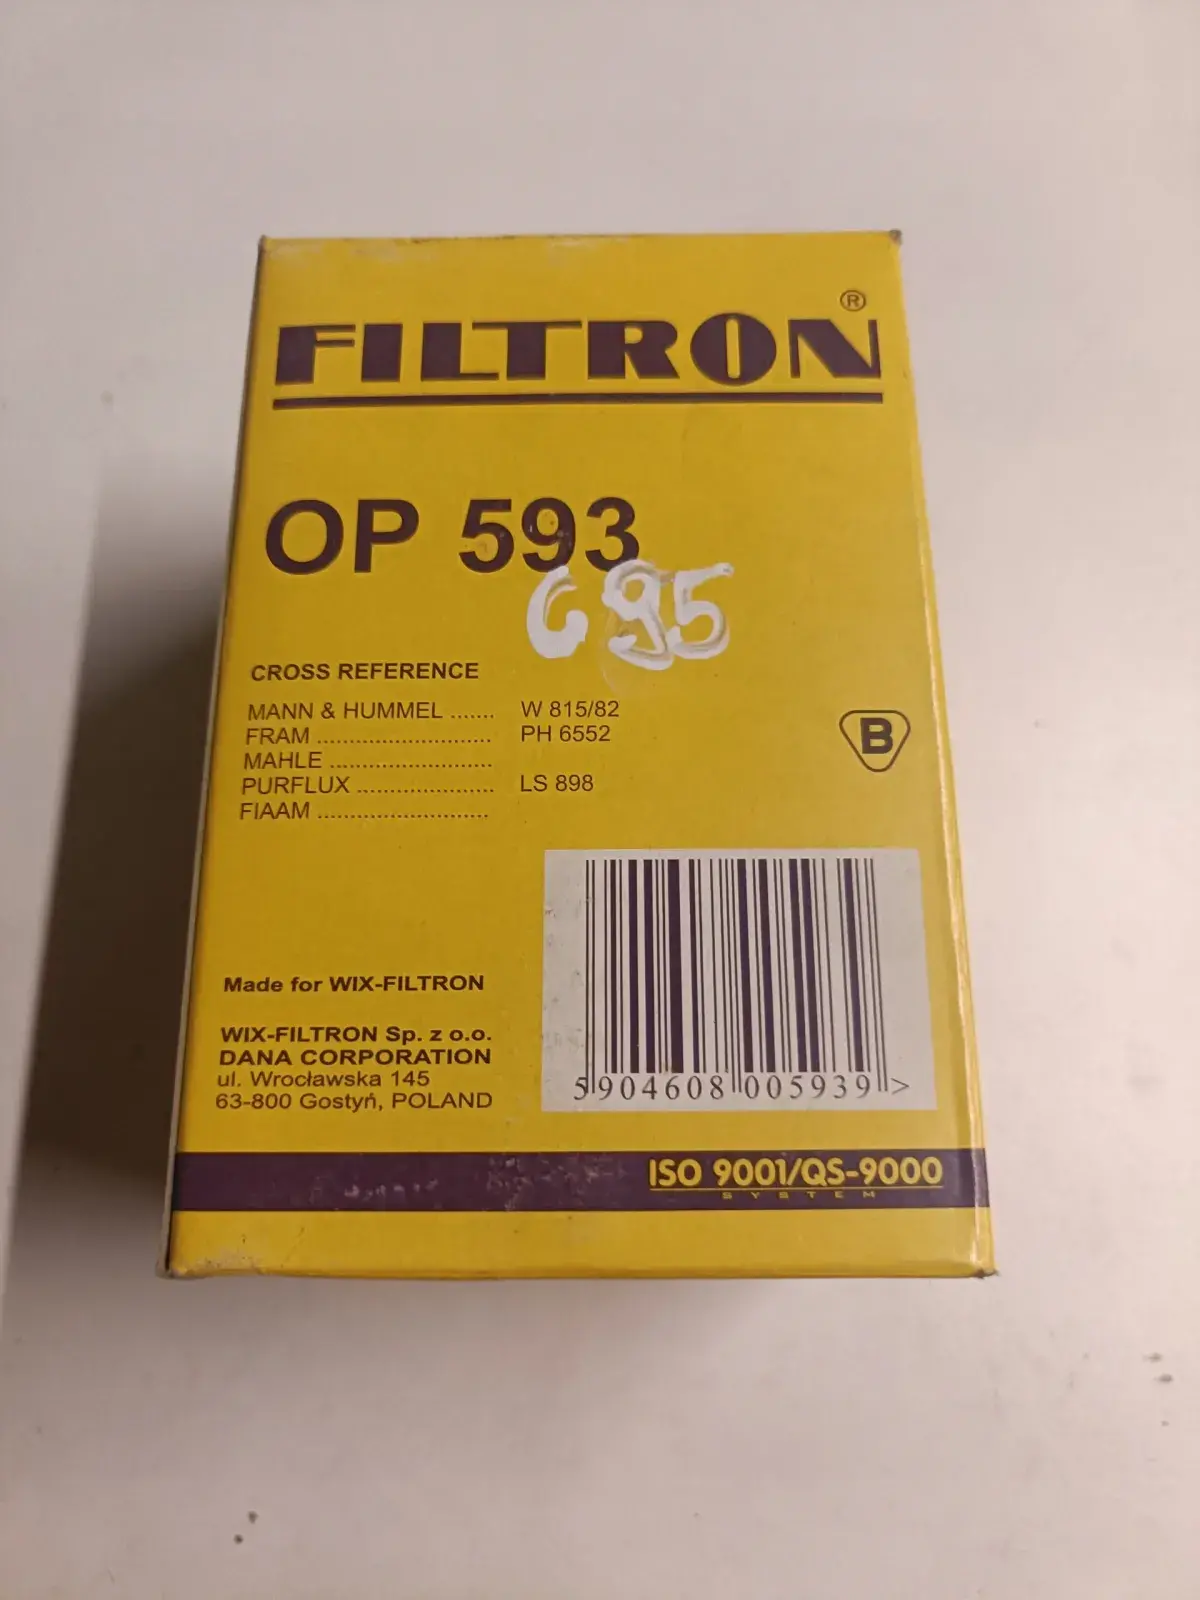 FILTRON®
OP 593
695
CROSS REFERENCE
MANN & HUMMEL ....... W 815/82
FRAM .......................... PH 6552
MAHLE ........................
PURFLUX ..................... LS 898
FIAAM ..........................
B
Made for WIX-FILTRON
WIX-FILTRON Sp. z o.o.
DANA CORPORATION
ul. Wrocławska 145
63-800 Gostyń, POLAND
5 904608 005939 >
ISO 9001/QS-9000
SYSTEM